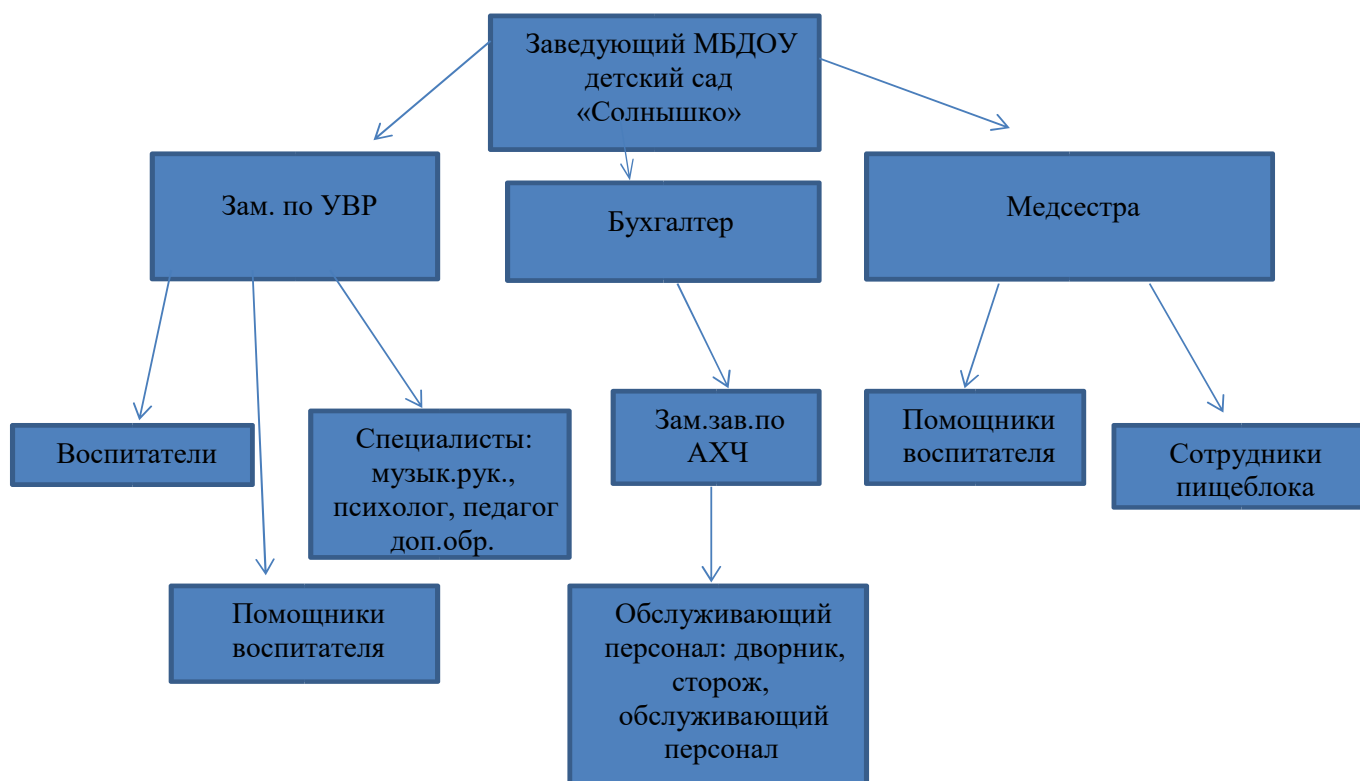 Заведующий МБДОУ
детский сад
«Солнышко»
Зам. по УВР
Бухгалтер
Медсестра
Воспитатели
Специалисты:
музык.рук.,
психолог, педагог
доп.обр.
Зам.зав.по
АХЧ
Помощники
воспитателя
Сотрудники
пищеблока
Помощники
воспитателя
Обслуживающий
персонал: дворник,
сторож,
обслуживающий
персонал